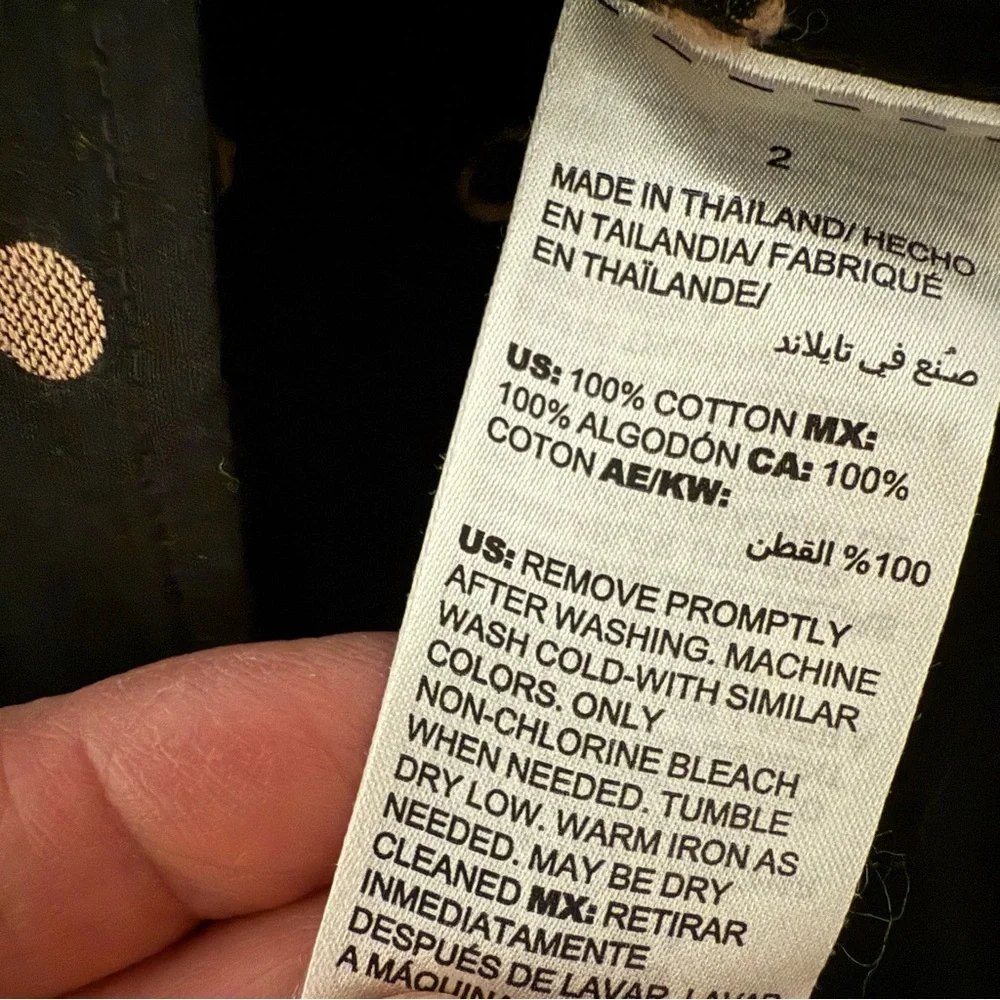 2
MADE IN THAILAND/ HECHO
EN TAILANDIA/ FABRIQUÉ
EN THAÏLANDE/
صُنع في تايلاند
US: 100% COTTON MX:
100% ALGODÓN CA: 100%
COTON AE/KW:
100% القطن
US: REMOVE PROMPTLY
AFTER WASHING. MACHINE
WASH COLD-WITH SIMILAR
COLORS. ONLY
NON-CHLORINE BLEACH
WHEN NEEDED. TUMBLE
DRY LOW. WARM IRON AS
NEEDED. MAY BE DRY
CLEANED MX: RETIRAR
INMEDIATAMENTE
DESPUÉS DE LAVAR. LAVAR
A MÁQUINA